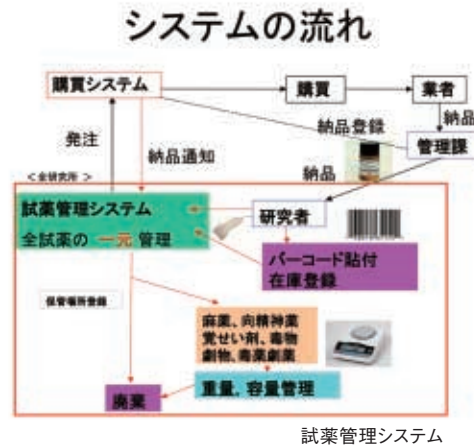 システムの流れ
購買システム
購買
業者
発注
納品通知
納品登録
納品
管理課
納品
<全研究所>
試薬管理システム
全試薬の 一元 管理
研究者
バーコード貼付
在庫登録
保管場所登録
麻薬、向精神薬
覚せい剤、毒物
劇物、毒薬劇薬
重量、容量管理
廃棄
試薬管理システム